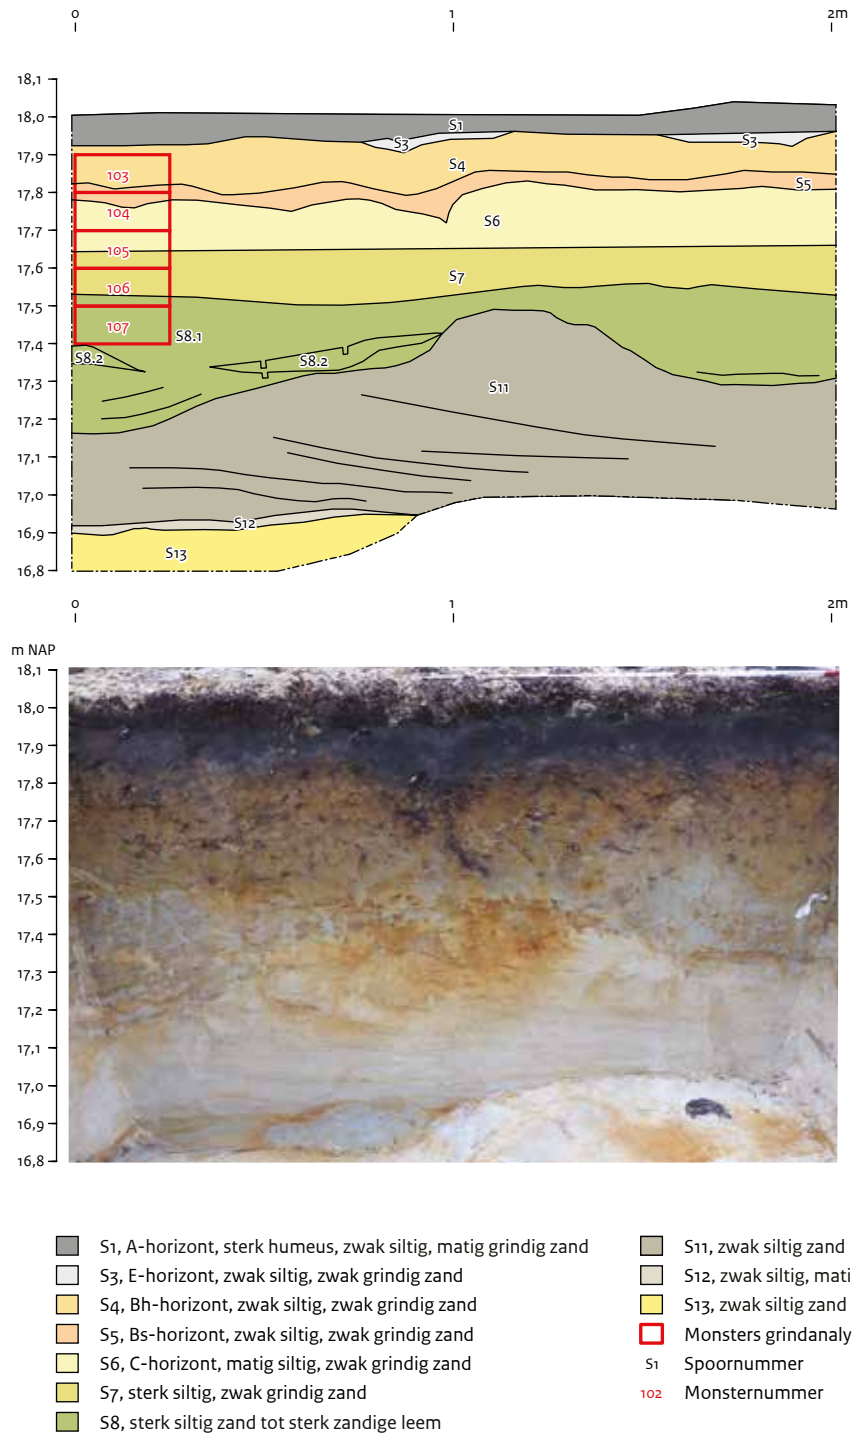 0 1 2m
18,1
18,0
17,9
17,8
17,7
17,6
17,5
17,4
17,3
17,2
17,1
17,0
16,9
16,8
S1
S3
S3
S4
S5
S6
S7
S8.1
S8.2
S8.2
S11
S12
S13
103
104
105
106
107
0 1 2m
m NAP
18,1
18,0
17,9
17,8
17,7
17,6
17,5
17,4
17,3
17,2
17,1
17,0
16,9
16,8
S1, A-horizont, sterk humeus, zwak siltig, matig grindig zand
S3, E-horizont, zwak siltig, zwak grindig zand
S4, Bh-horizont, zwak siltig, zwak grindig zand
S5, Bs-horizont, zwak siltig, zwak grindig zand
S6, C-horizont, matig siltig, zwak grindig zand
S7, sterk siltig, zwak grindig zand
S8, sterk siltig zand tot sterk zandige leem
S11, zwak siltig zand
S12, zwak siltig, mati
S13, zwak siltig zand
Monsters grindanaly
S1 Spoornummer
102 Monsternummer